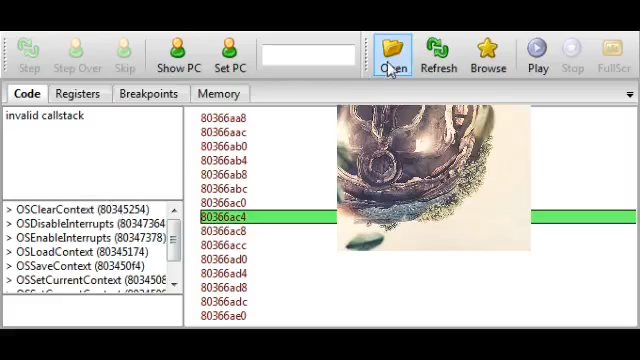 Step Step Over Skip Show PC Set PC Open Refresh Browse Play Stop FullScr
Code Registers Breakpoints Memory
invalid callstack
> OSClearContext (80345254)
> OSDisableInterrupts (80347364
> OSEnableInterrupts (80347378)
> OSLoadContext (80345174)
> OSSaveContext (803450f4)
> OSSetCurrentContext (8034508
80366aa8
80366aac
80366ab0
80366ab4
80366ab8
80366abc
80366ac0
80366ac4
80366ac8
80366acc
80366ad0
80366ad4
80366ad8
80366adc
80366ae0